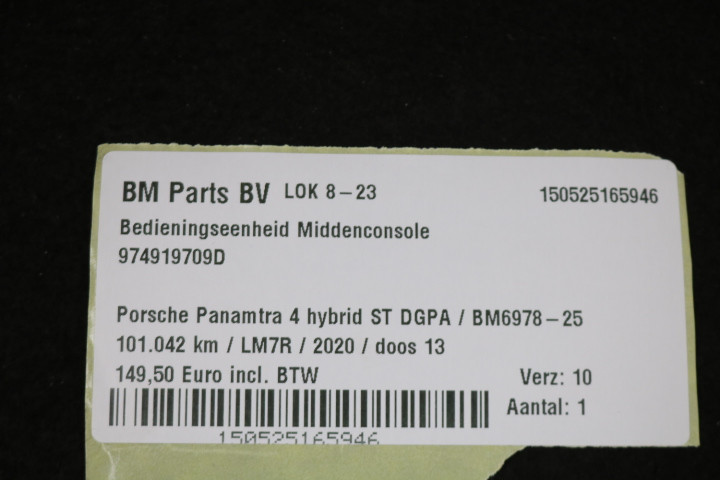 BM Parts BV LOK 8-23 150525165946
Bedieningseenheid Middenconsole
974919709D
Porsche Panamtra 4 hybrid ST DGPA / BM6978-25
101.042 km / LM7R / 2020 / doos 13
149,50 Euro incl. BTW Verz: 10
Aantal: 1
150525165946